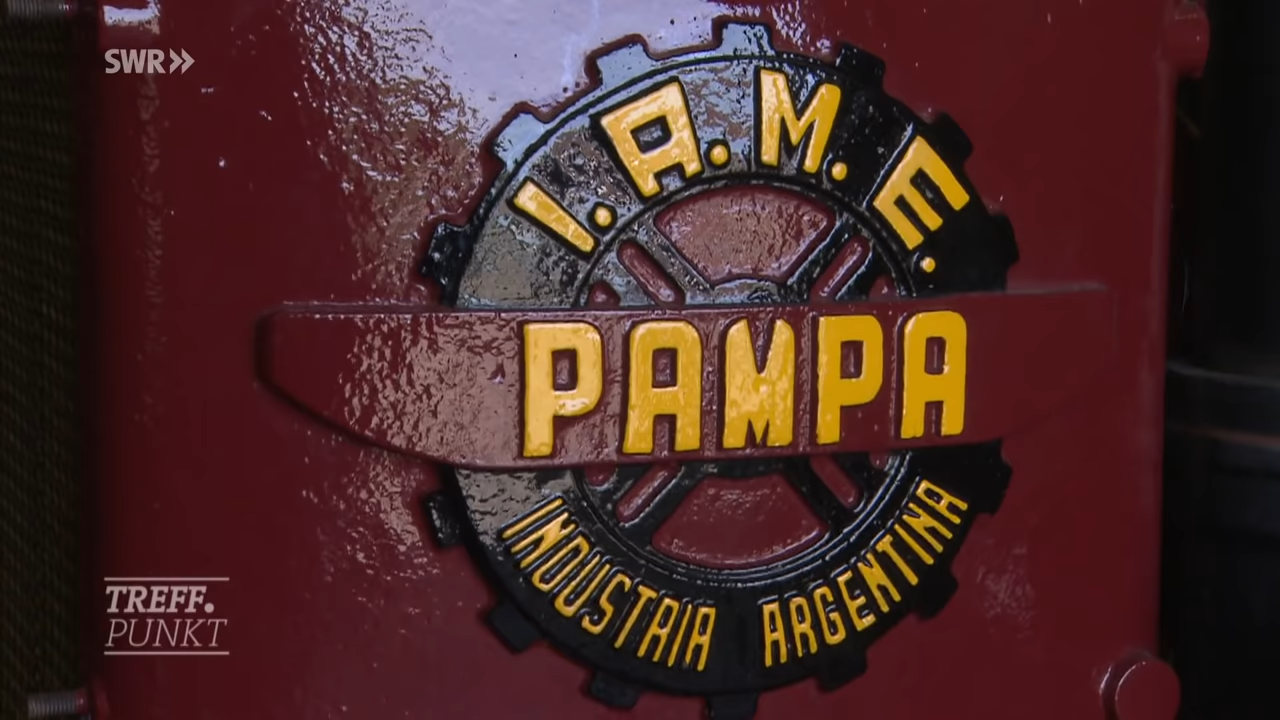 SWR»
I.A.M.E.
PAMPA
INDUSTRIA ARGENTINA
TREFF.
PUNKT